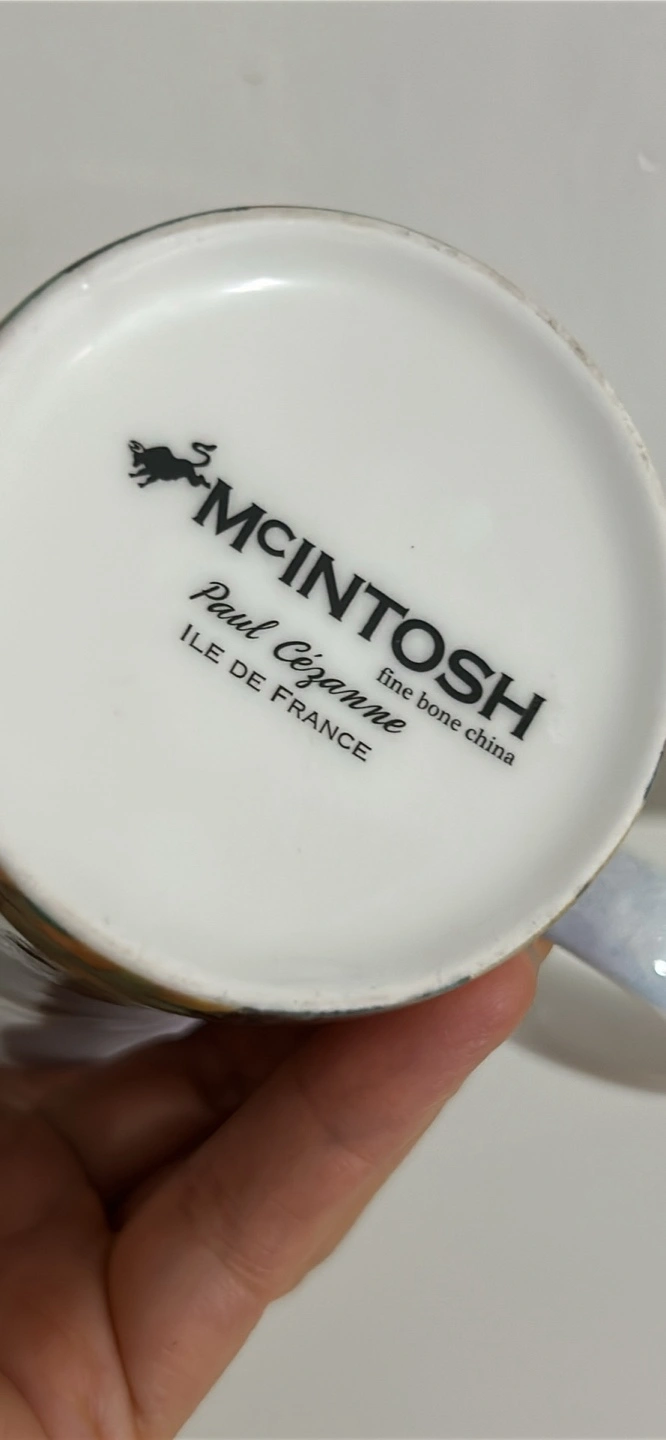 McINTOSH
fine bone china
Paul Cézanne
ILE DE FRANCE